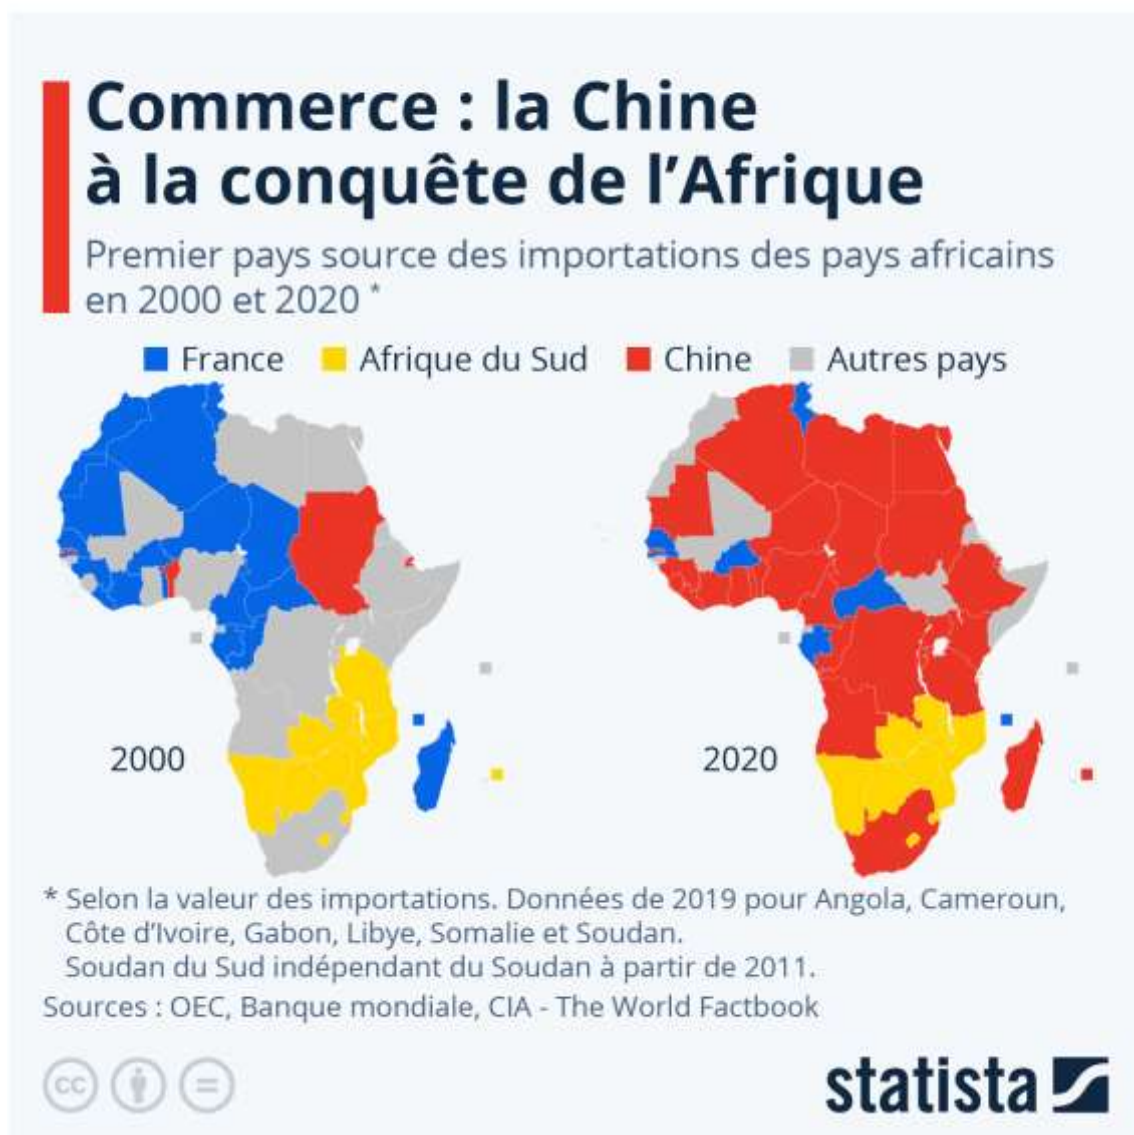 Commerce : la Chine
à la conquête de l'Afrique
Premier pays source des importations des pays africains
en 2000 et 2020 *
France Afrique du Sud Chine Autres pays
2000 2020
* Selon la valeur des importations. Données de 2019 pour Angola, Cameroun,
Côte d'Ivoire, Gabon, Libye, Somalie et Soudan.
Soudan du Sud indépendant du Soudan à partir de 2011.
Sources : OEC, Banque mondiale, CIA - The World Factbook
cc =
statista